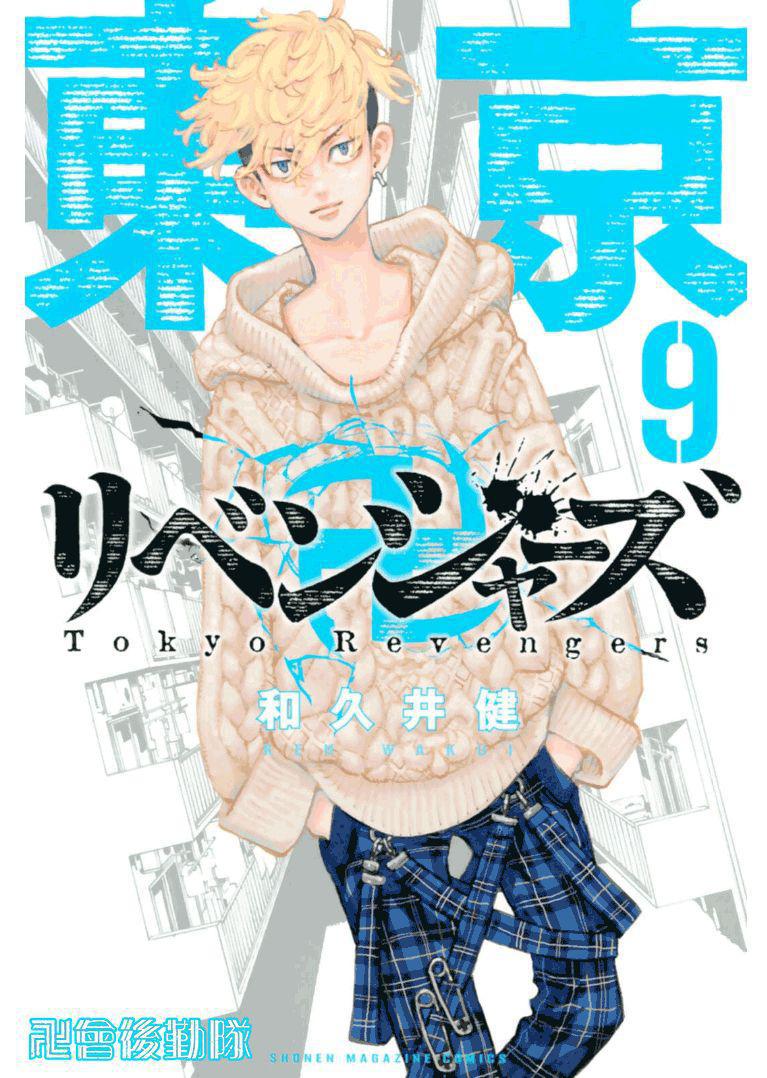 東京
9
卍
リベンジャーズ
Tokyo Revengers
和久井健
KEN WAKUI
卍會後勤隊
SHONEN MAGAZINE COMICS